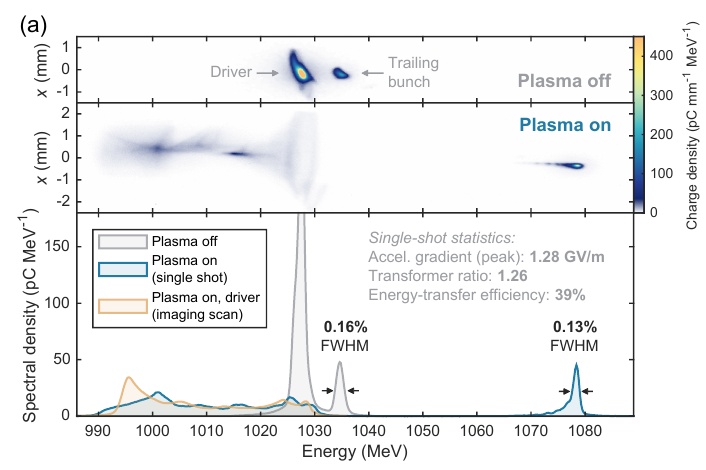 (a)
x (mm)
1
0
-1
Driver
Trailing
bunch
Plasma off
x (mm)
2
1
0
-1
-2
Plasma on
400
300
200
100
0
Charge density (pC mm⁻¹ MeV⁻¹)
Spectral density (pC MeV⁻¹)
150
100
50
0
Plasma off
Plasma on
(single shot)
Plasma on, driver
(imaging scan)
Single-shot statistics:
Accel. gradient (peak): 1.28 GV/m
Transformer ratio: 1.26
Energy-transfer efficiency: 39%
0.16%
FWHM
0.13%
FWHM
990 1000 1010 1020 1030 1040 1050 1060 1070 1080
Energy (MeV)